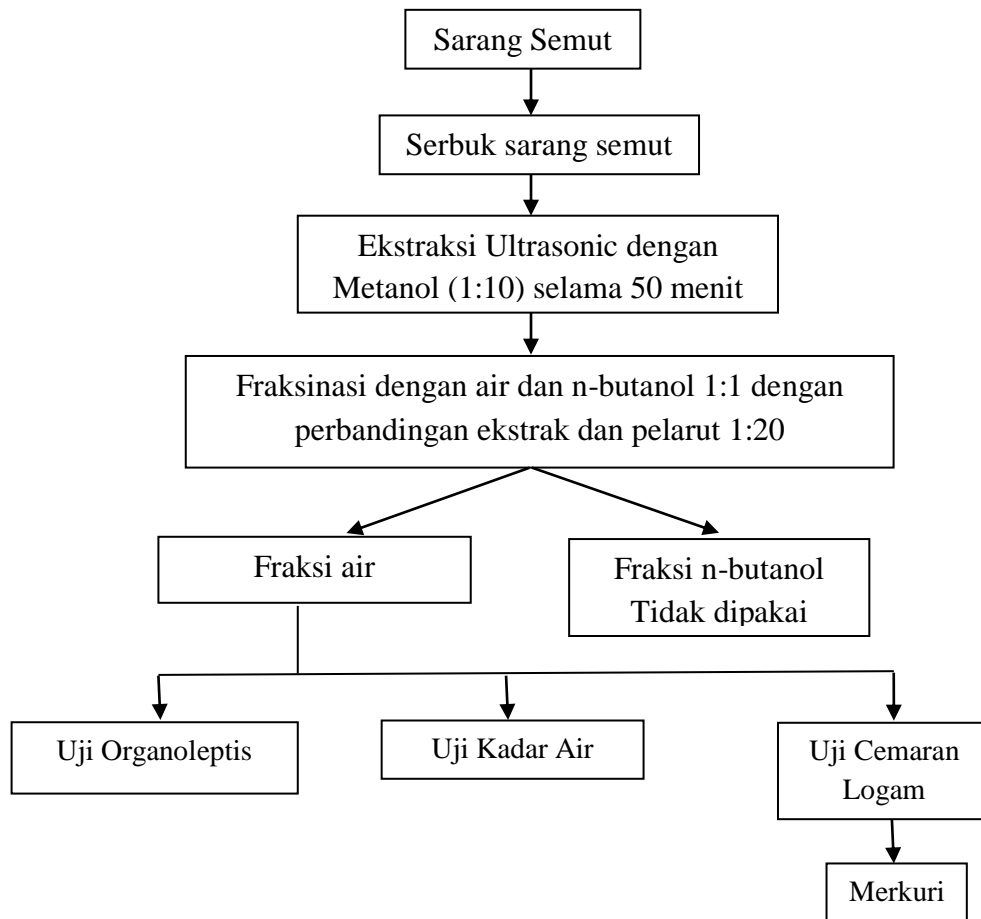 Sarang Semut
Serbuk sarang semut
Ekstraksi Ultrasonic dengan
Metanol (1:10) selama 50 menit
Fraksinasi dengan air dan n-butanol 1:1 dengan
perbandingan ekstrak dan pelarut 1:20
Fraksi air
Fraksi n-butanol
Tidak dipakai
Uji Organoleptis
Uji Kadar Air
Uji Cemaran
Logam
Merkuri